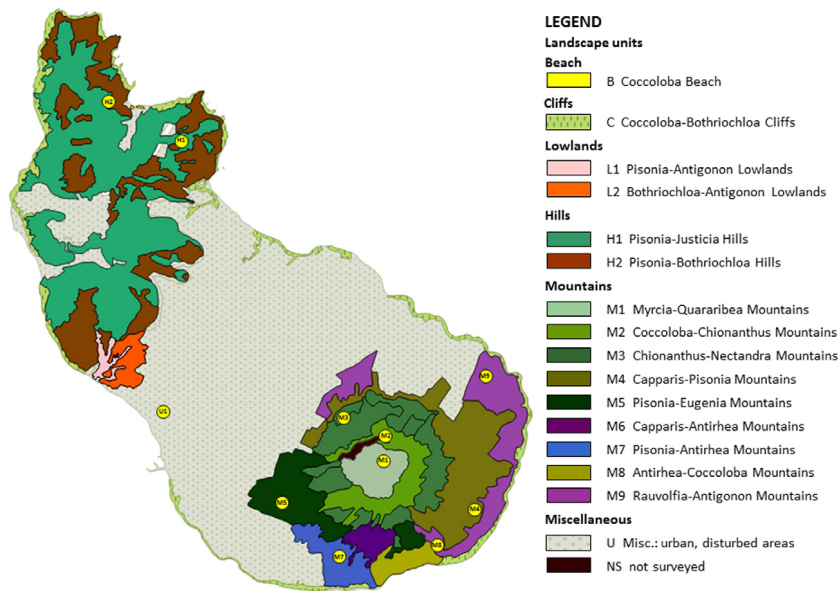 LEGEND
Landscape units
Beach
B Coccoloba Beach
Cliffs
C Coccoloba-Bothriochloa Cliffs
Lowlands
L1 Pisonia-Antigonon Lowlands
L2 Bothriochloa-Antigonon Lowlands
Hills
H1 Pisonia-Justicia Hills
H2 Pisonia-Bothriochloa Hills
Mountains
M1 Myrcia-Quararibea Mountains
M2 Coccoloba-Chionanthus Mountains
M3 Chionanthus-Nectandra Mountains
M4 Capparis-Pisonia Mountains
M5 Pisonia-Eugenia Mountains
M6 Capparis-Antirhea Mountains
M7 Pisonia-Antirhea Mountains
M8 Antirhea-Coccoloba Mountains
M9 Rauvolfia-Antigonon Mountains
Miscellaneous
U Misc.: urban, disturbed areas
NS not surveyed
H2
H1
M9
U1
M3
M2
M1
M5
M4
M8
M7